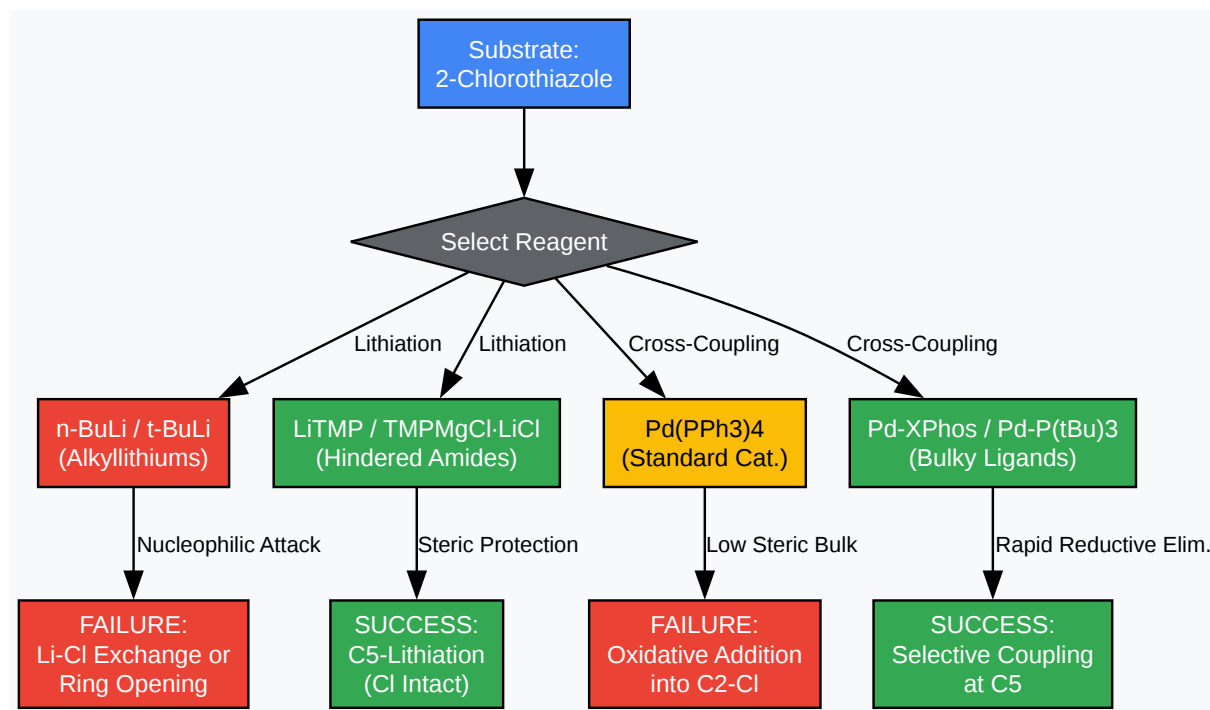 Substrate:
2-Chlorothiazole
Select Reagent
Lithiation
Lithiation
Cross-Coupling
Cross-Coupling
n-BuLi / t-BuLi
(Alkyllithiums)
LiTMP / TMPMgCl·LiCl
(Hindered Amides)
Pd(PPh3)4
(Standard Cat.)
Pd-XPhos / Pd-P(tBu)3
(Bulky Ligands)
Nucleophilic Attack
Steric Protection
Low Steric Bulk
Rapid Reductive Elim.
FAILURE:
Li-Cl Exchange or
Ring Opening
SUCCESS:
C5-Lithiation
(Cl Intact)
FAILURE:
Oxidative Addition
into C2-Cl
SUCCESS:
Selective Coupling
at C5